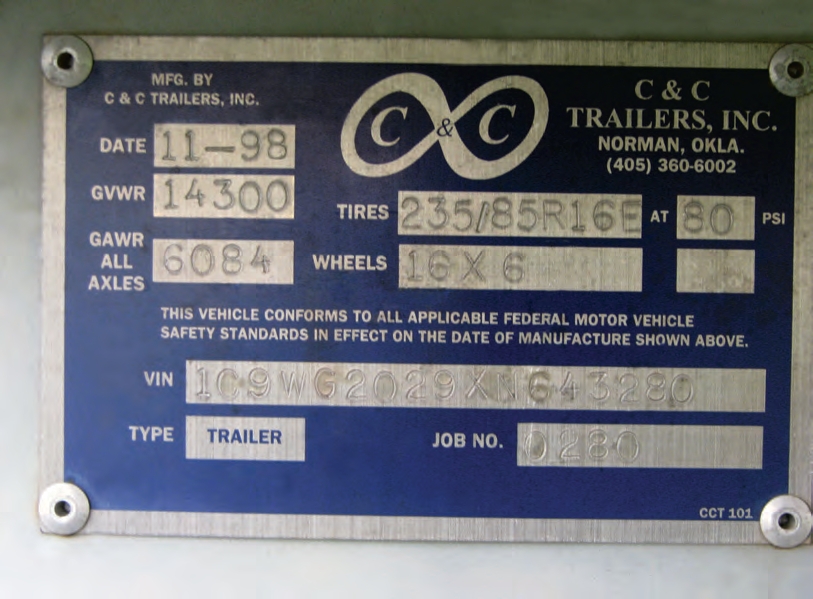 MFG. BY
C & C TRAILERS, INC.
C & C
C & C
TRAILERS, INC.
NORMAN, OKLA.
(405) 360-6002
DATE 11-98
GVWR 14300
GAWR
ALL
AXLES 6084
TIRES 235/85R16E AT 80 PSI
WHEELS 16 X 6
THIS VEHICLE CONFORMS TO ALL APPLICABLE FEDERAL MOTOR VEHICLE
SAFETY STANDARDS IN EFFECT ON THE DATE OF MANUFACTURE SHOWN ABOVE.
VIN 1C9WG2029XN643280
TYPE TRAILER JOB NO. 0280
CCT 101